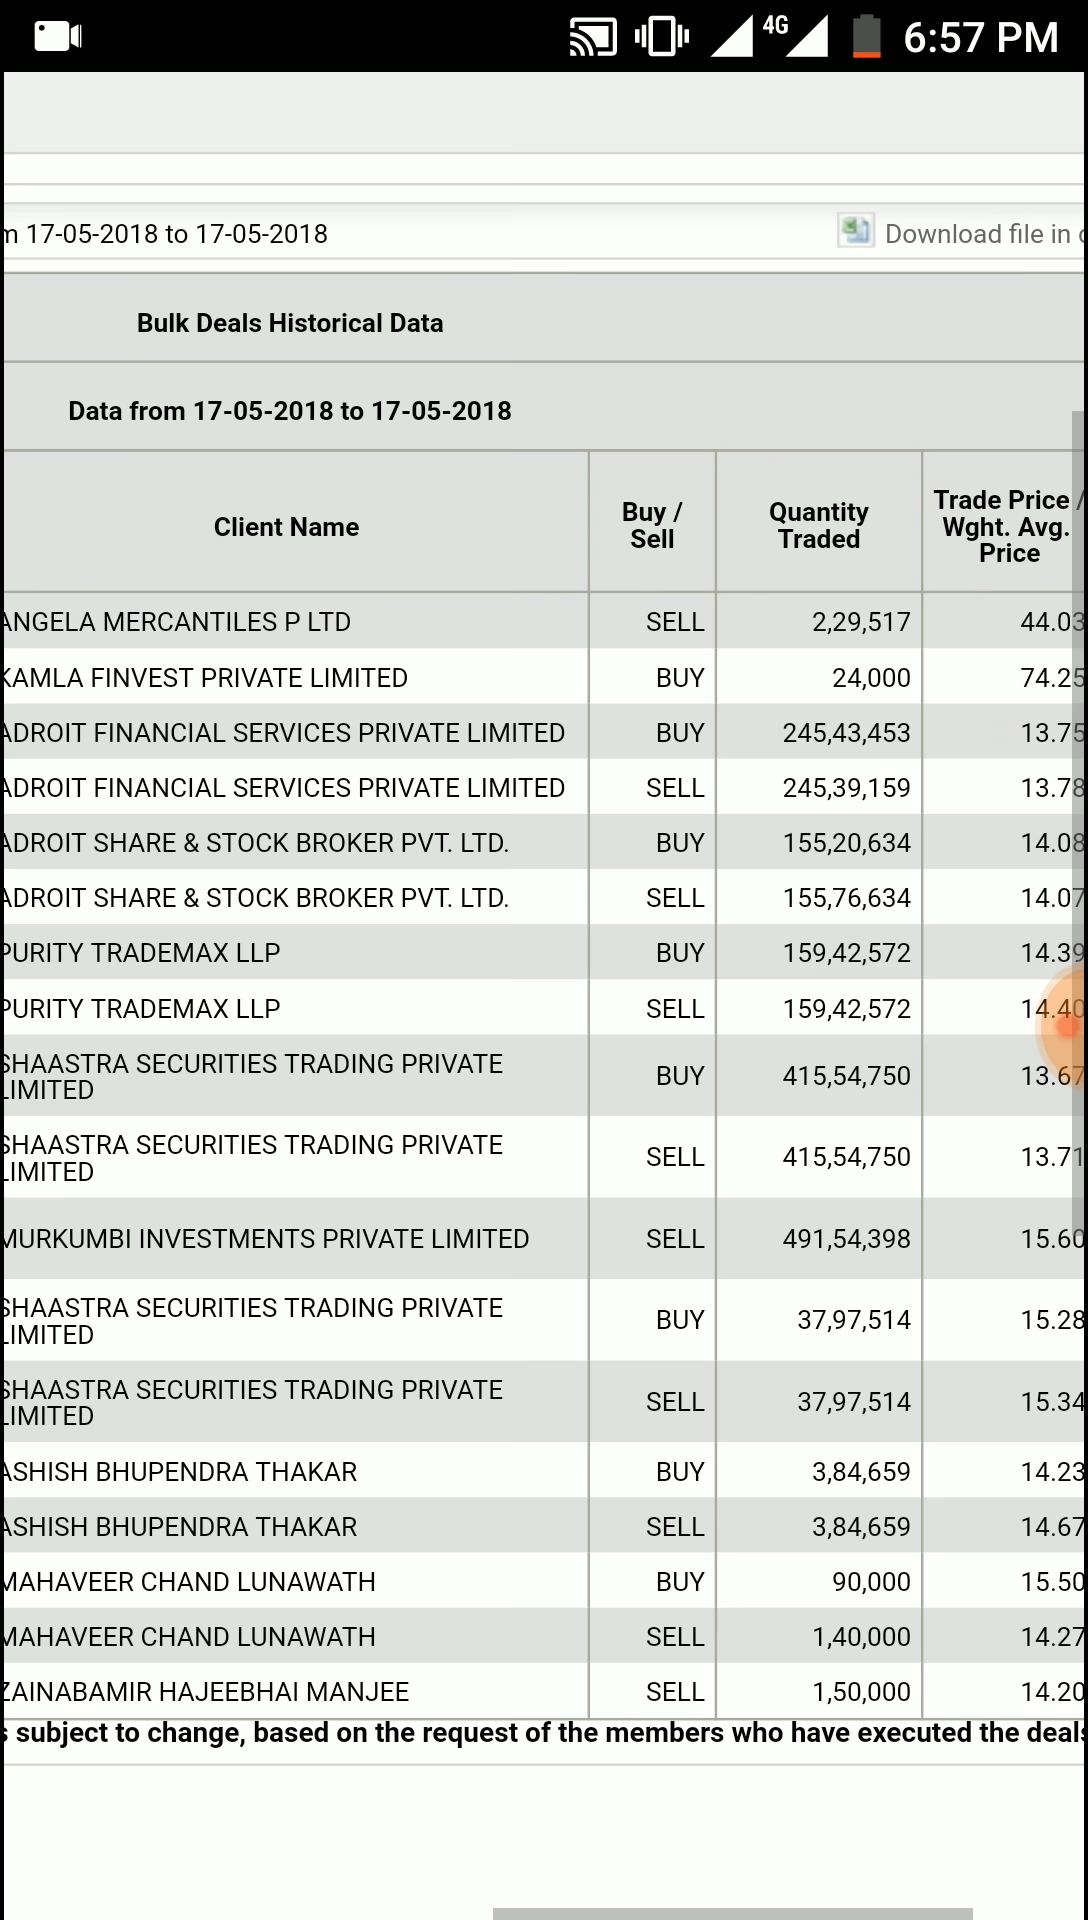 4G 6:57 PM
m 17-05-2018 to 17-05-2018 Download file in
Bulk Deals Historical Data
Data from 17-05-2018 to 17-05-2018
Client Name Buy / Sell Quantity Traded Trade Price / Wght. Avg. Price
ANGELA MERCANTILES P LTD SELL 2,29,517 44.03
KAMLA FINVEST PRIVATE LIMITED BUY 24,000 74.25
ADROIT FINANCIAL SERVICES PRIVATE LIMITED BUY 245,43,453 13.75
ADROIT FINANCIAL SERVICES PRIVATE LIMITED SELL 245,39,159 13.78
ADROIT SHARE & STOCK BROKER PVT. LTD. BUY 155,20,634 14.08
ADROIT SHARE & STOCK BROKER PVT. LTD. SELL 155,76,634 14.07
PURITY TRADEMAX LLP BUY 159,42,572 14.39
PURITY TRADEMAX LLP SELL 159,42,572 14.40
SHAASTRA SECURITIES TRADING PRIVATE LIMITED BUY 415,54,750 13.67
SHAASTRA SECURITIES TRADING PRIVATE LIMITED SELL 415,54,750 13.71
MURKUMBI INVESTMENTS PRIVATE LIMITED SELL 491,54,398 15.60
SHAASTRA SECURITIES TRADING PRIVATE LIMITED BUY 37,97,514 15.28
SHAASTRA SECURITIES TRADING PRIVATE LIMITED SELL 37,97,514 15.34
ASHISH BHUPENDRA THAKAR BUY 3,84,659 14.23
ASHISH BHUPENDRA THAKAR SELL 3,84,659 14.67
MAHAVEER CHAND LUNAWATH BUY 90,000 15.50
MAHAVEER CHAND LUNAWATH SELL 1,40,000 14.27
ZAINABAMIR HAJEEBHAI MANJEE SELL 1,50,000 14.20
s subject to change, based on the request of the members who have executed the deals